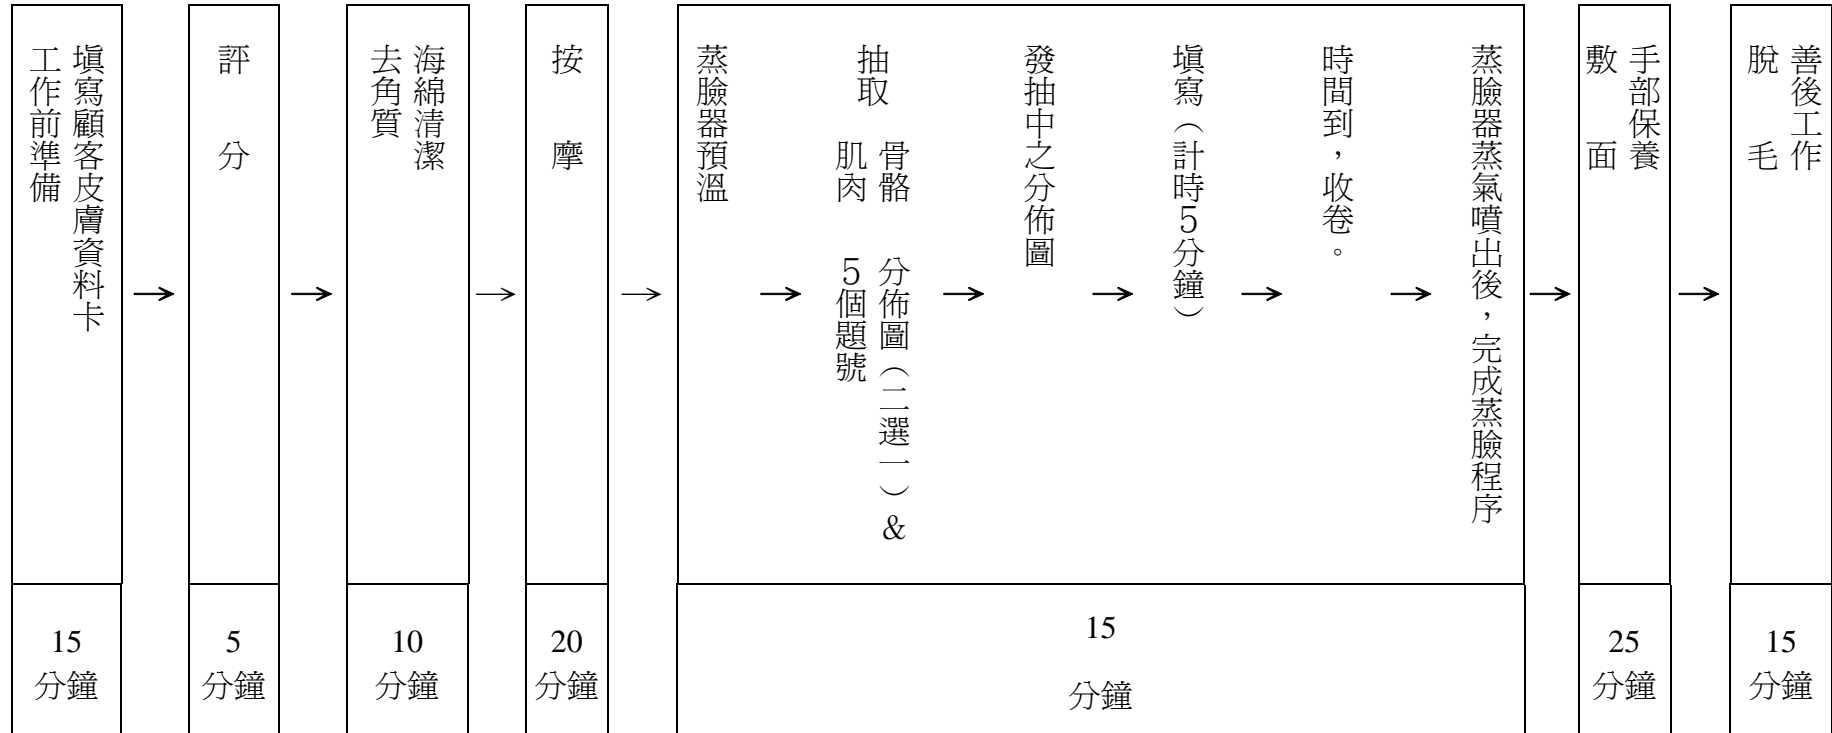 填寫顧客皮膚資料卡
工作前準備
→
評分
→
海綿清潔
去角質
→
按摩
→
蒸臉器預溫
→
抽取
骨骼
肌肉
分佈圖(二選一)&
5個題號
→
發抽中之分佈圖
→
填寫(計時5分鐘)
→
時間到,收卷。
→
蒸臉器蒸氣噴出後,完成蒸臉程序
→
手部保養
敷面
→
善後工作
脫毛
15
分鐘
5
分鐘
10
分鐘
20
分鐘
15
分鐘
25
分鐘
15
分鐘